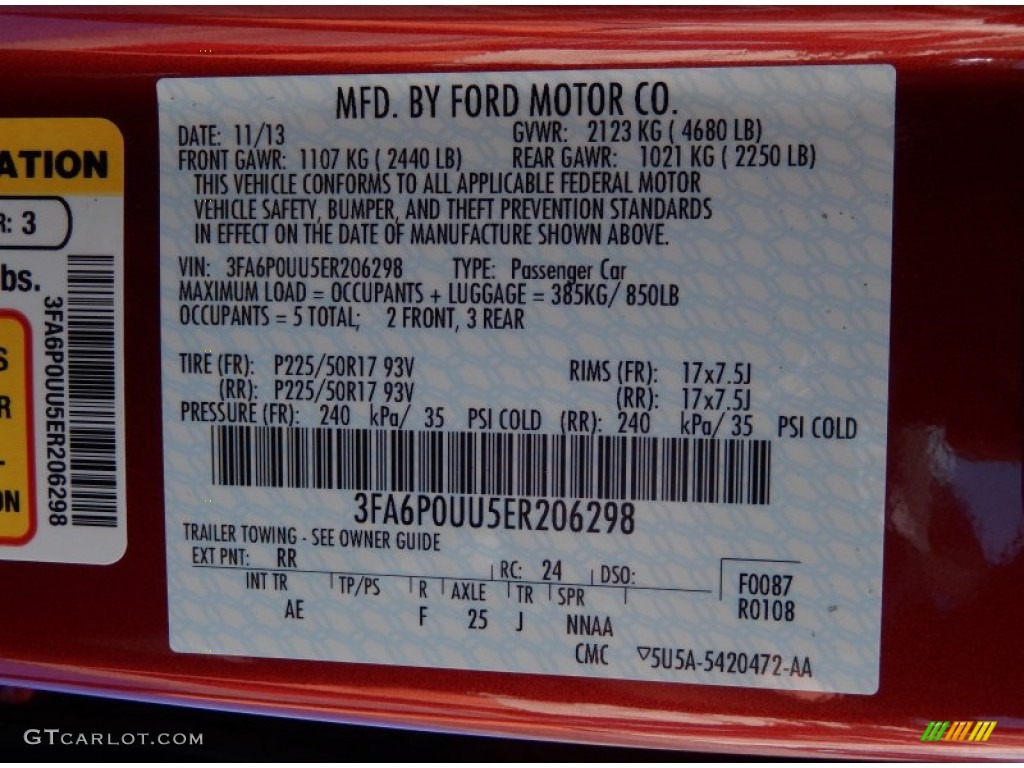 MFD. BY FORD MOTOR CO.
DATE: 11/13 GVWR: 2123 KG ( 4680 LB)
FRONT GAWR: 1107 KG ( 2440 LB) REAR GAWR: 1021 KG ( 2250 LB)
THIS VEHICLE CONFORMS TO ALL APPLICABLE FEDERAL MOTOR
VEHICLE SAFETY, BUMPER, AND THEFT PREVENTION STANDARDS
IN EFFECT ON THE DATE OF MANUFACTURE SHOWN ABOVE.
VIN: 3FA6P0UU5ER206298 TYPE: Passenger Car
MAXIMUM LOAD = OCCUPANTS + LUGGAGE = 385KG/ 850LB
OCCUPANTS = 5 TOTAL; 2 FRONT, 3 REAR
TIRE (FR): P225/50R17 93V RIMS (FR): 17x7.5J
(RR): P225/50R17 93V (RR): 17x7.5J
PRESSURE (FR): 240 kPa/ 35 PSI COLD (RR): 240 kPa/ 35 PSI COLD
3FA6P0UU5ER206298
TRAILER TOWING - SEE OWNER GUIDE
EXT PNT: RR RC: 24 DSO:
INT TR TP/PS R AXLE TR SPR
AE F 25 J NNAA
F0087
R0108
CMC ▽5U5A-5420472-AA
ATION
R: 3
bs.
3FA6P0UU5ER206298
S
R
-
ON
GTCARLOT.COM